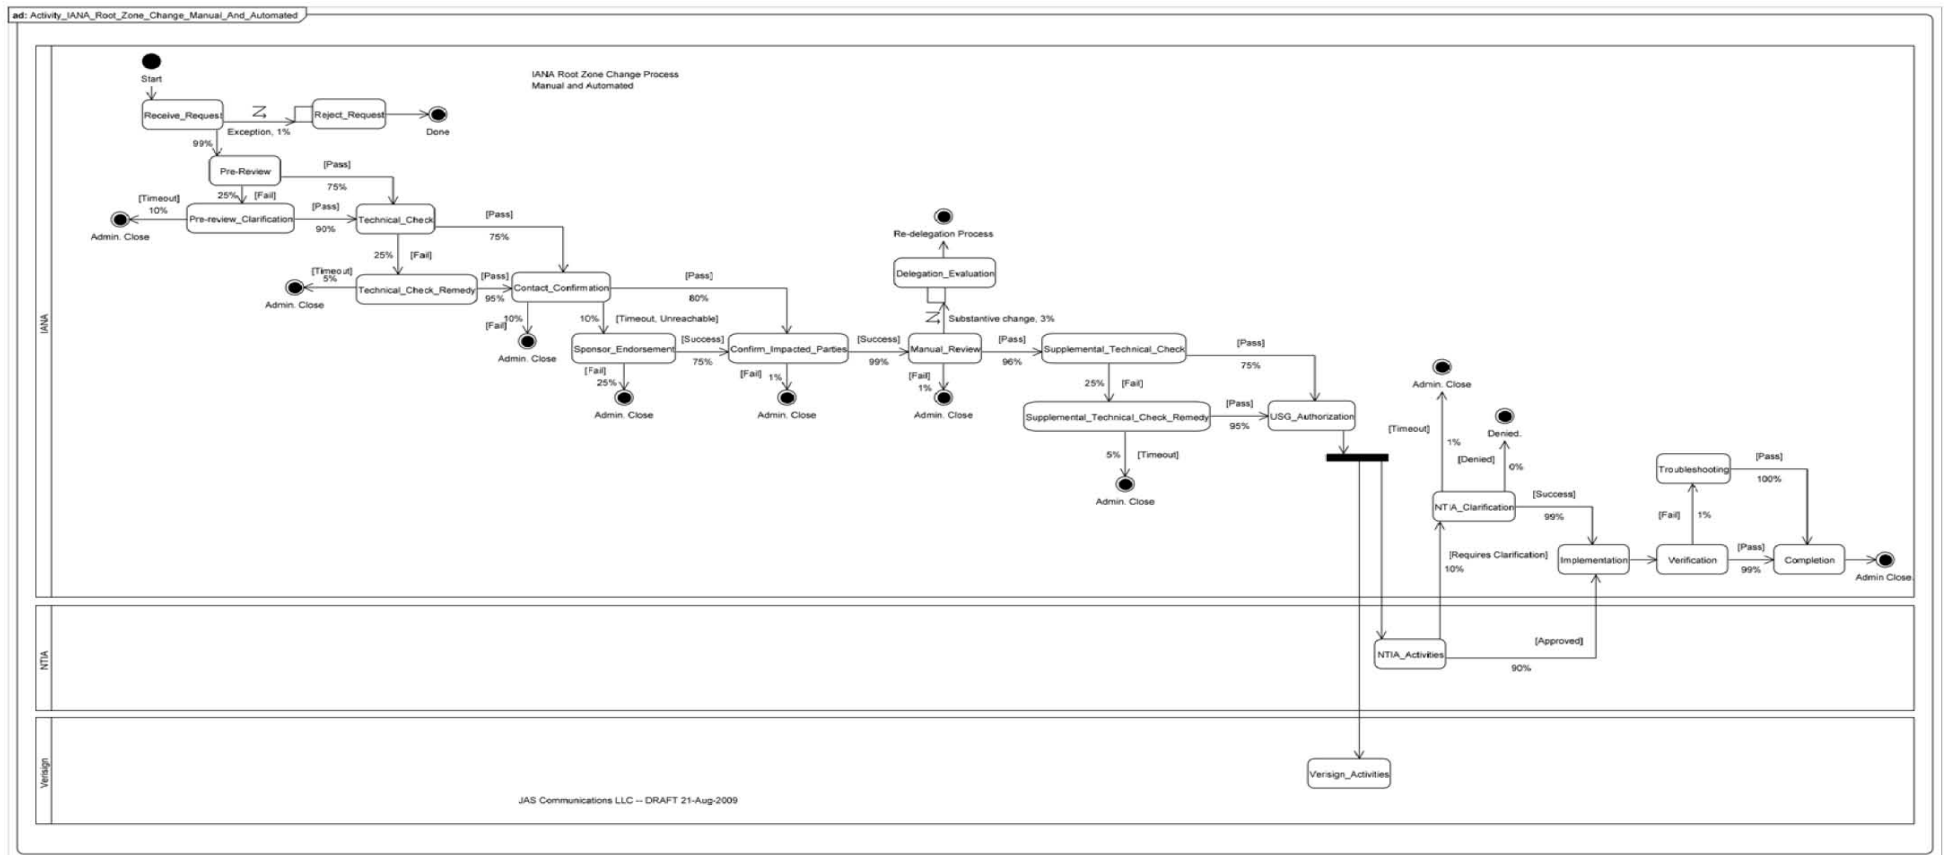 ad: Activity_IANA_Root_Zone_Change_Manual_And_Automated
Start
IANA Root Zone Change Process
Manual and Automated
Receive_Request
Exception, 1%
Reject_Request
Done
99%
Pre-Review
[Pass]
75%
25%
[Fail]
[Timeout]
10%
Pre-review_Clarification
[Pass]
90%
Admin. Close
Technical_Check
[Pass]
75%
25%
[Fail]
[Timeout]
5%
Admin. Close
Technical_Check_Remedy
[Pass]
95%
Contact_Confirmation
[Pass]
80%
[Fail]
10%
Admin. Close
10%
[Timeout, Unreachable]
Sponsor_Endorsement
[Success]
75%
[Fail]
25%
Admin. Close
Confirm_Impacted_Parties
[Success]
99%
[Fail]
1%
Admin. Close
Re-delegation Process
Delegation_Evaluation
Substantive change, 3%
Manual_Review
[Pass]
96%
[Fail]
1%
Admin. Close
Supplemental_Technical_Check
[Pass]
75%
25%
[Fail]
Supplemental_Technical_Check_Remedy
[Pass]
95%
5%
[Timeout]
Admin. Close
USG_Authorization
Admin. Close
[Timeout]
1%
Denied.
[Denied]
0%
NTIA_Clarification
[Success]
99%
[Requires Clarification]
10%
Implementation
Troubleshooting
[Pass]
100%
[Fail]
1%
Verification
[Pass]
99%
Completion
Admin Close.
IANA
NTIA
NTIA_Activities
[Approved]
90%
Verisign
Verisign_Activities
JAS Communications LLC -- DRAFT 21-Aug-2009